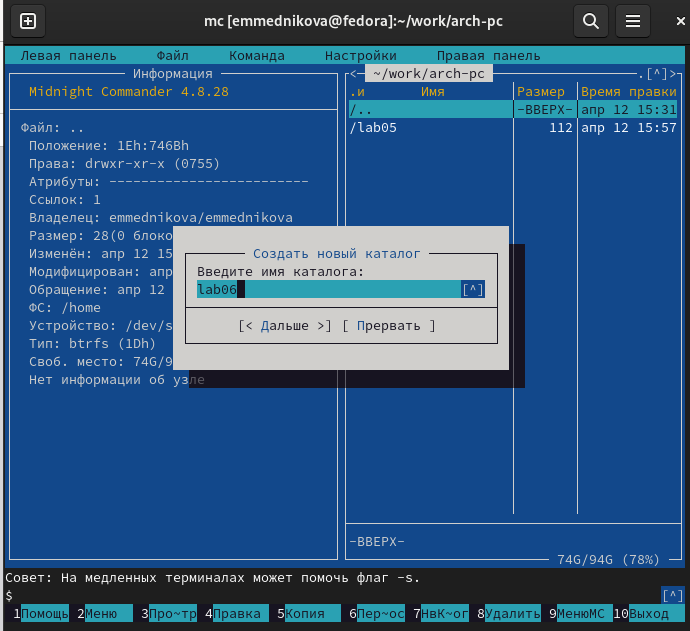 mc [emmednikova@fedora]:~/work/arch-pc
Левая панель Файл Команда Настройки Правая панель
Информация
Midnight Commander 4.8.28
Файл: ..
Положение: 1Eh:746Bh
Права: drwxr-xr-x (0755)
Атрибуты: -------------------------
Ссылок: 1
Владелец: emmednikova/emmednikova
Размер: 28(0 блоко
Изменён: апр 12 15
Модифицирован: апр
Обращение: апр 12
ФС: /home
Устройство: /dev/s
Тип: btrfs (1Dh)
Своб. место: 74G/9
Нет информации об узле
<─ ~/work/arch-pc .[^]>
.и Имя Размер Время правки
/.. -ВВЕРХ- апр 12 15:31
/lab05 112 апр 12 15:57
Создать новый каталог
Введите имя каталога:
lab06 [^]
[< Дальше >] [ Прервать ]
-ВВЕРХ-
74G/94G (78%)
Совет: На медленных терминалах может помочь флаг -s.
$ [^]
1Помощь 2Меню 3Про~тр 4Правка 5Копия 6Пер~ос 7НвК~ог 8Удалить 9МенюMC 10Выход